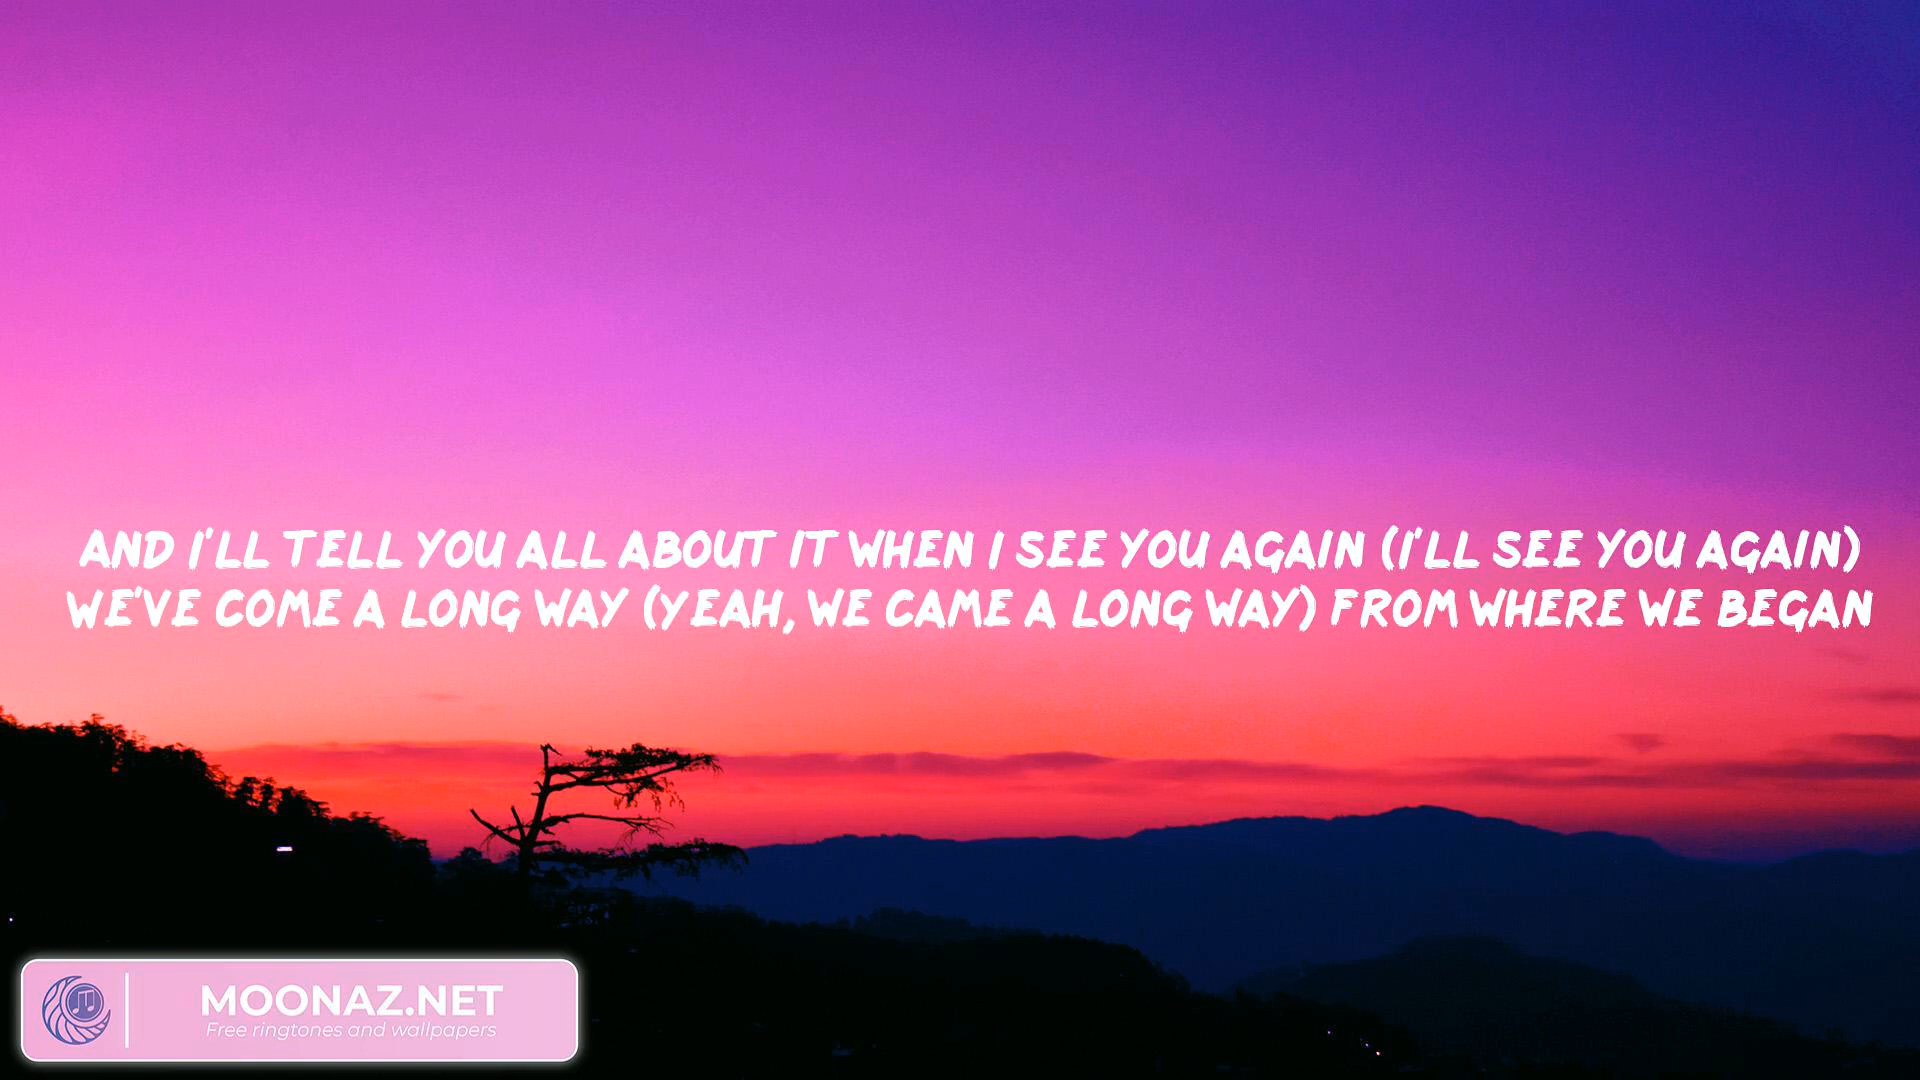 AND I'LL TELL YOU ALL ABOUT IT WHEN I SEE YOU AGAIN (I'LL SEE YOU AGAIN)
WE'VE COME A LONG WAY (YEAH, WE CAME A LONG WAY) FROM WHERE WE BEGAN
MOONAZ.NET
Free ringtones and wallpapers